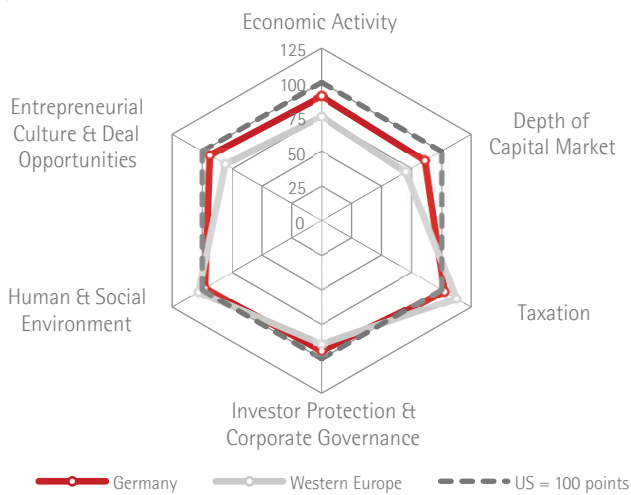 Economic Activity
125
100
75
50
25
0
Depth of
Capital Market
Taxation
Investor Protection &
Corporate Governance
Human & Social
Environment
Entrepreneurial
Culture & Deal
Opportunities
Germany
Western Europe
US = 100 points